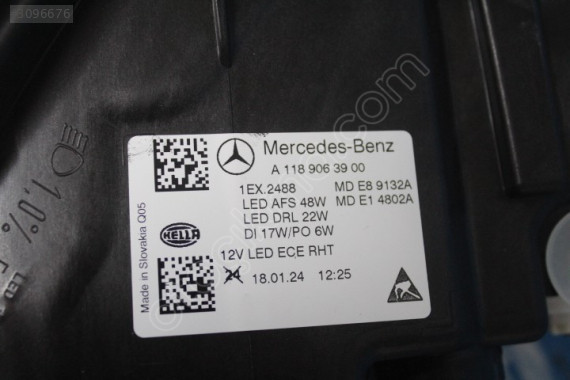 5096676
Mercedes-Benz
A 118 906 39 00
1EX.2488 MD E8 9132A
LED AFS 48W MD E1 4802A
LED DRL 22W
DI 17W/PO 6W
12V LED ECE RHT
18.01.24 12:25
HELLA
Made in Slovakia Q05
1.0%
LED